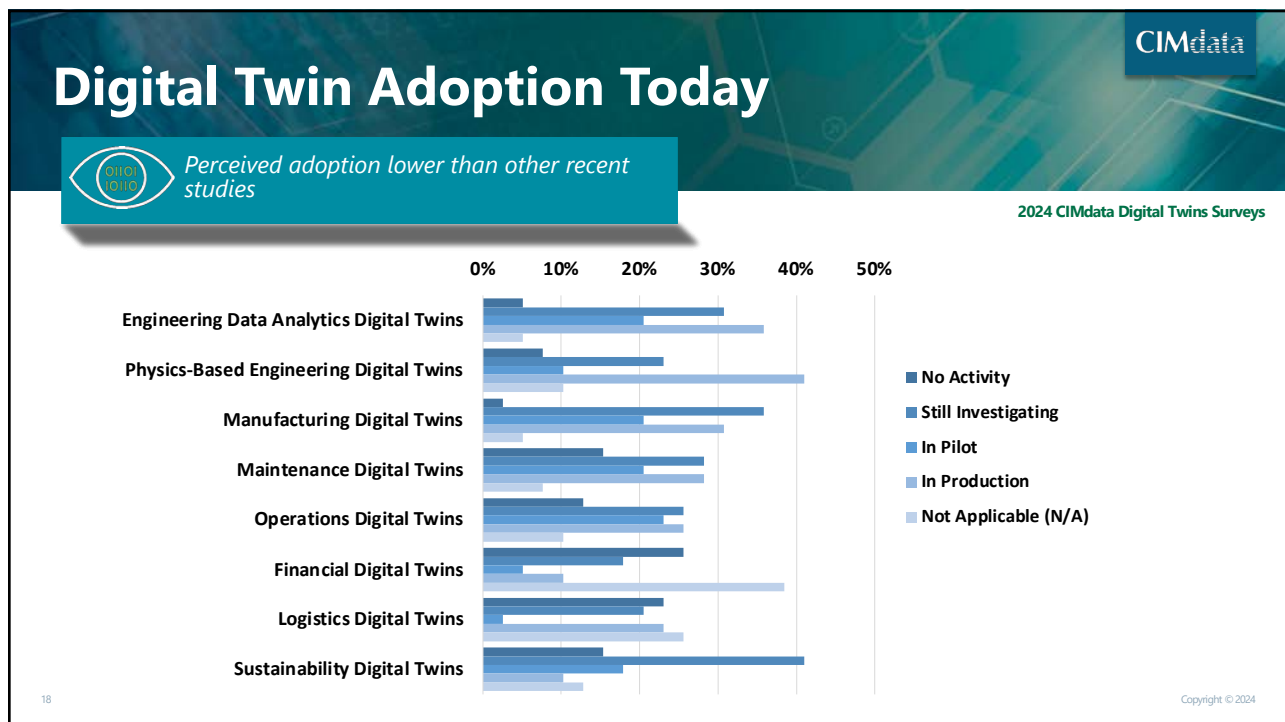 CIMdata
Digital Twin Adoption Today
01101
10110
Perceived adoption lower than other recent
studies
2024 CIMdata Digital Twins Surveys
0% 10% 20% 30% 40% 50%
Engineering Data Analytics Digital Twins
Physics-Based Engineering Digital Twins
Manufacturing Digital Twins
Maintenance Digital Twins
Operations Digital Twins
Financial Digital Twins
Logistics Digital Twins
Sustainability Digital Twins
No Activity
Still Investigating
In Pilot
In Production
Not Applicable (N/A)
18
Copyright © 2024